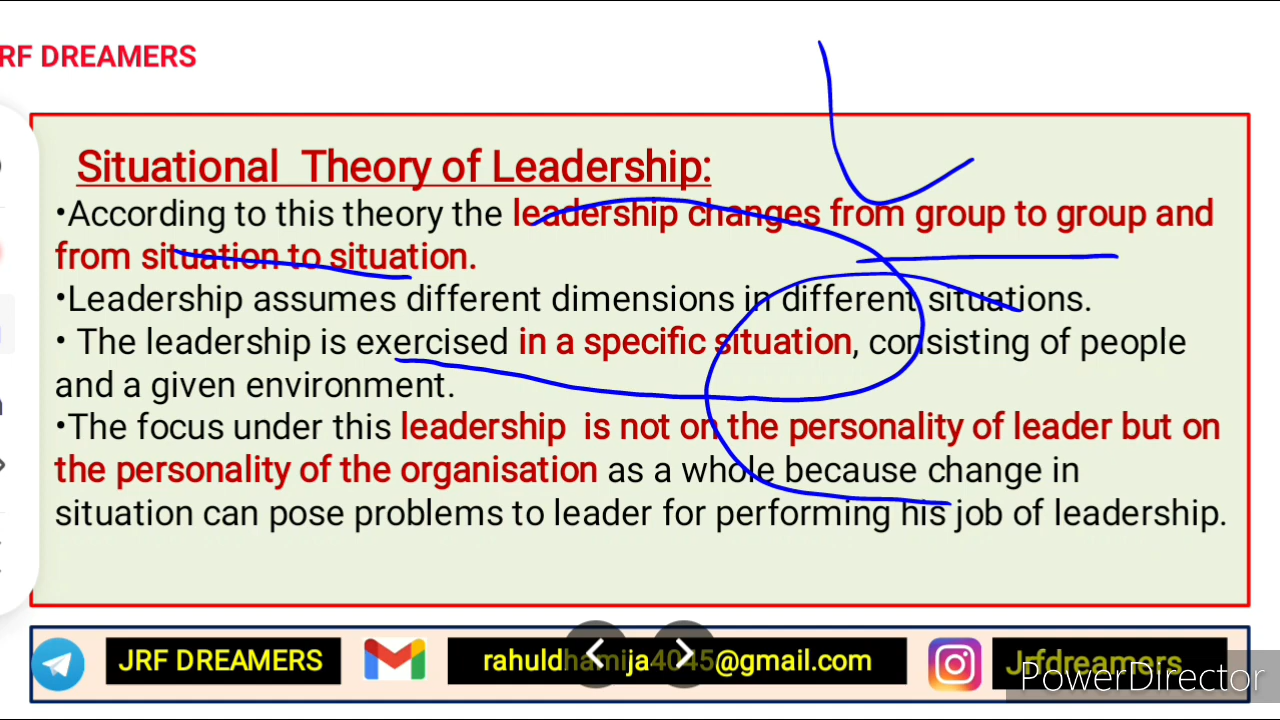 RF DREAMERS
Situational Theory of Leadership:
•According to this theory the leadership changes from group to group and
from situation to situation.
•Leadership assumes different dimensions in different situations.
• The leadership is exercised in a specific situation, consisting of people
and a given environment.
•The focus under this leadership is not on the personality of leader but on
the personality of the organisation as a whole because change in
situation can pose problems to leader for performing his job of leadership.
JRF DREAMERS
rahuldhamija4045@gmail.com
Jrfdreamers
PowerDirector